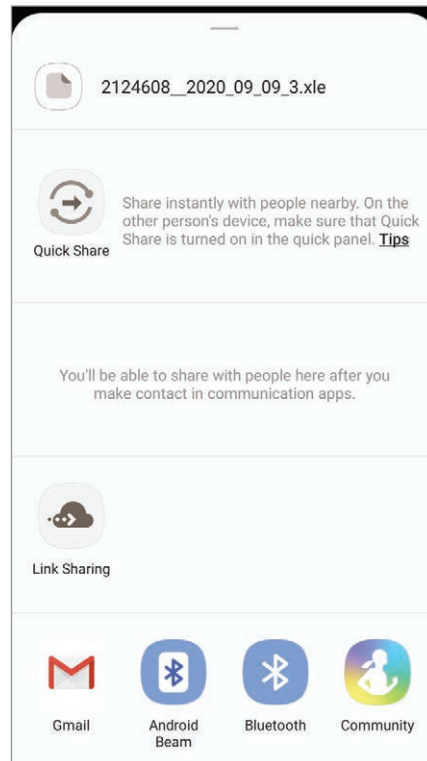 2124608__2020_09_09_3.xle
Share instantly with people nearby. On the
other person's device, make sure that Quick
Share is turned on in the quick panel. Tips
Quick Share
You'll be able to share with people here after you
make contact in communication apps.
Link Sharing
Gmail
Android
Beam
Bluetooth
Community